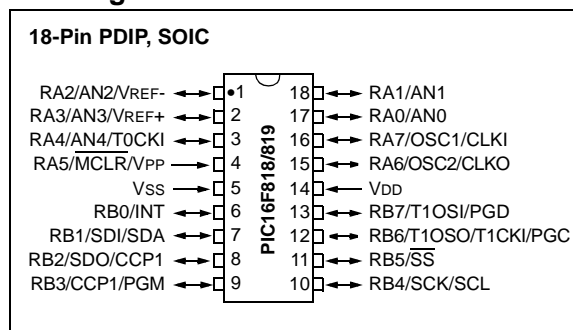 18-Pin PDIP, SOIC
RA2/AN2/VREF- 1 18 RA1/AN1
RA3/AN3/VREF+ 2 17 RA0/AN0
RA4/AN4/T0CKI 3 16 RA7/OSC1/CLKI
RA5/MCLR/VPP 4 15 RA6/OSC2/CLKO
VSS 5 14 VDD
RB0/INT 6 13 RB7/T1OSI/PGD
RB1/SDI/SDA 7 12 RB6/T1OSO/T1CKI/PGC
RB2/SDO/CCP1 8 11 RB5/SS
RB3/CCP1/PGM 9 10 RB4/SCK/SCL
PIC16F818/819